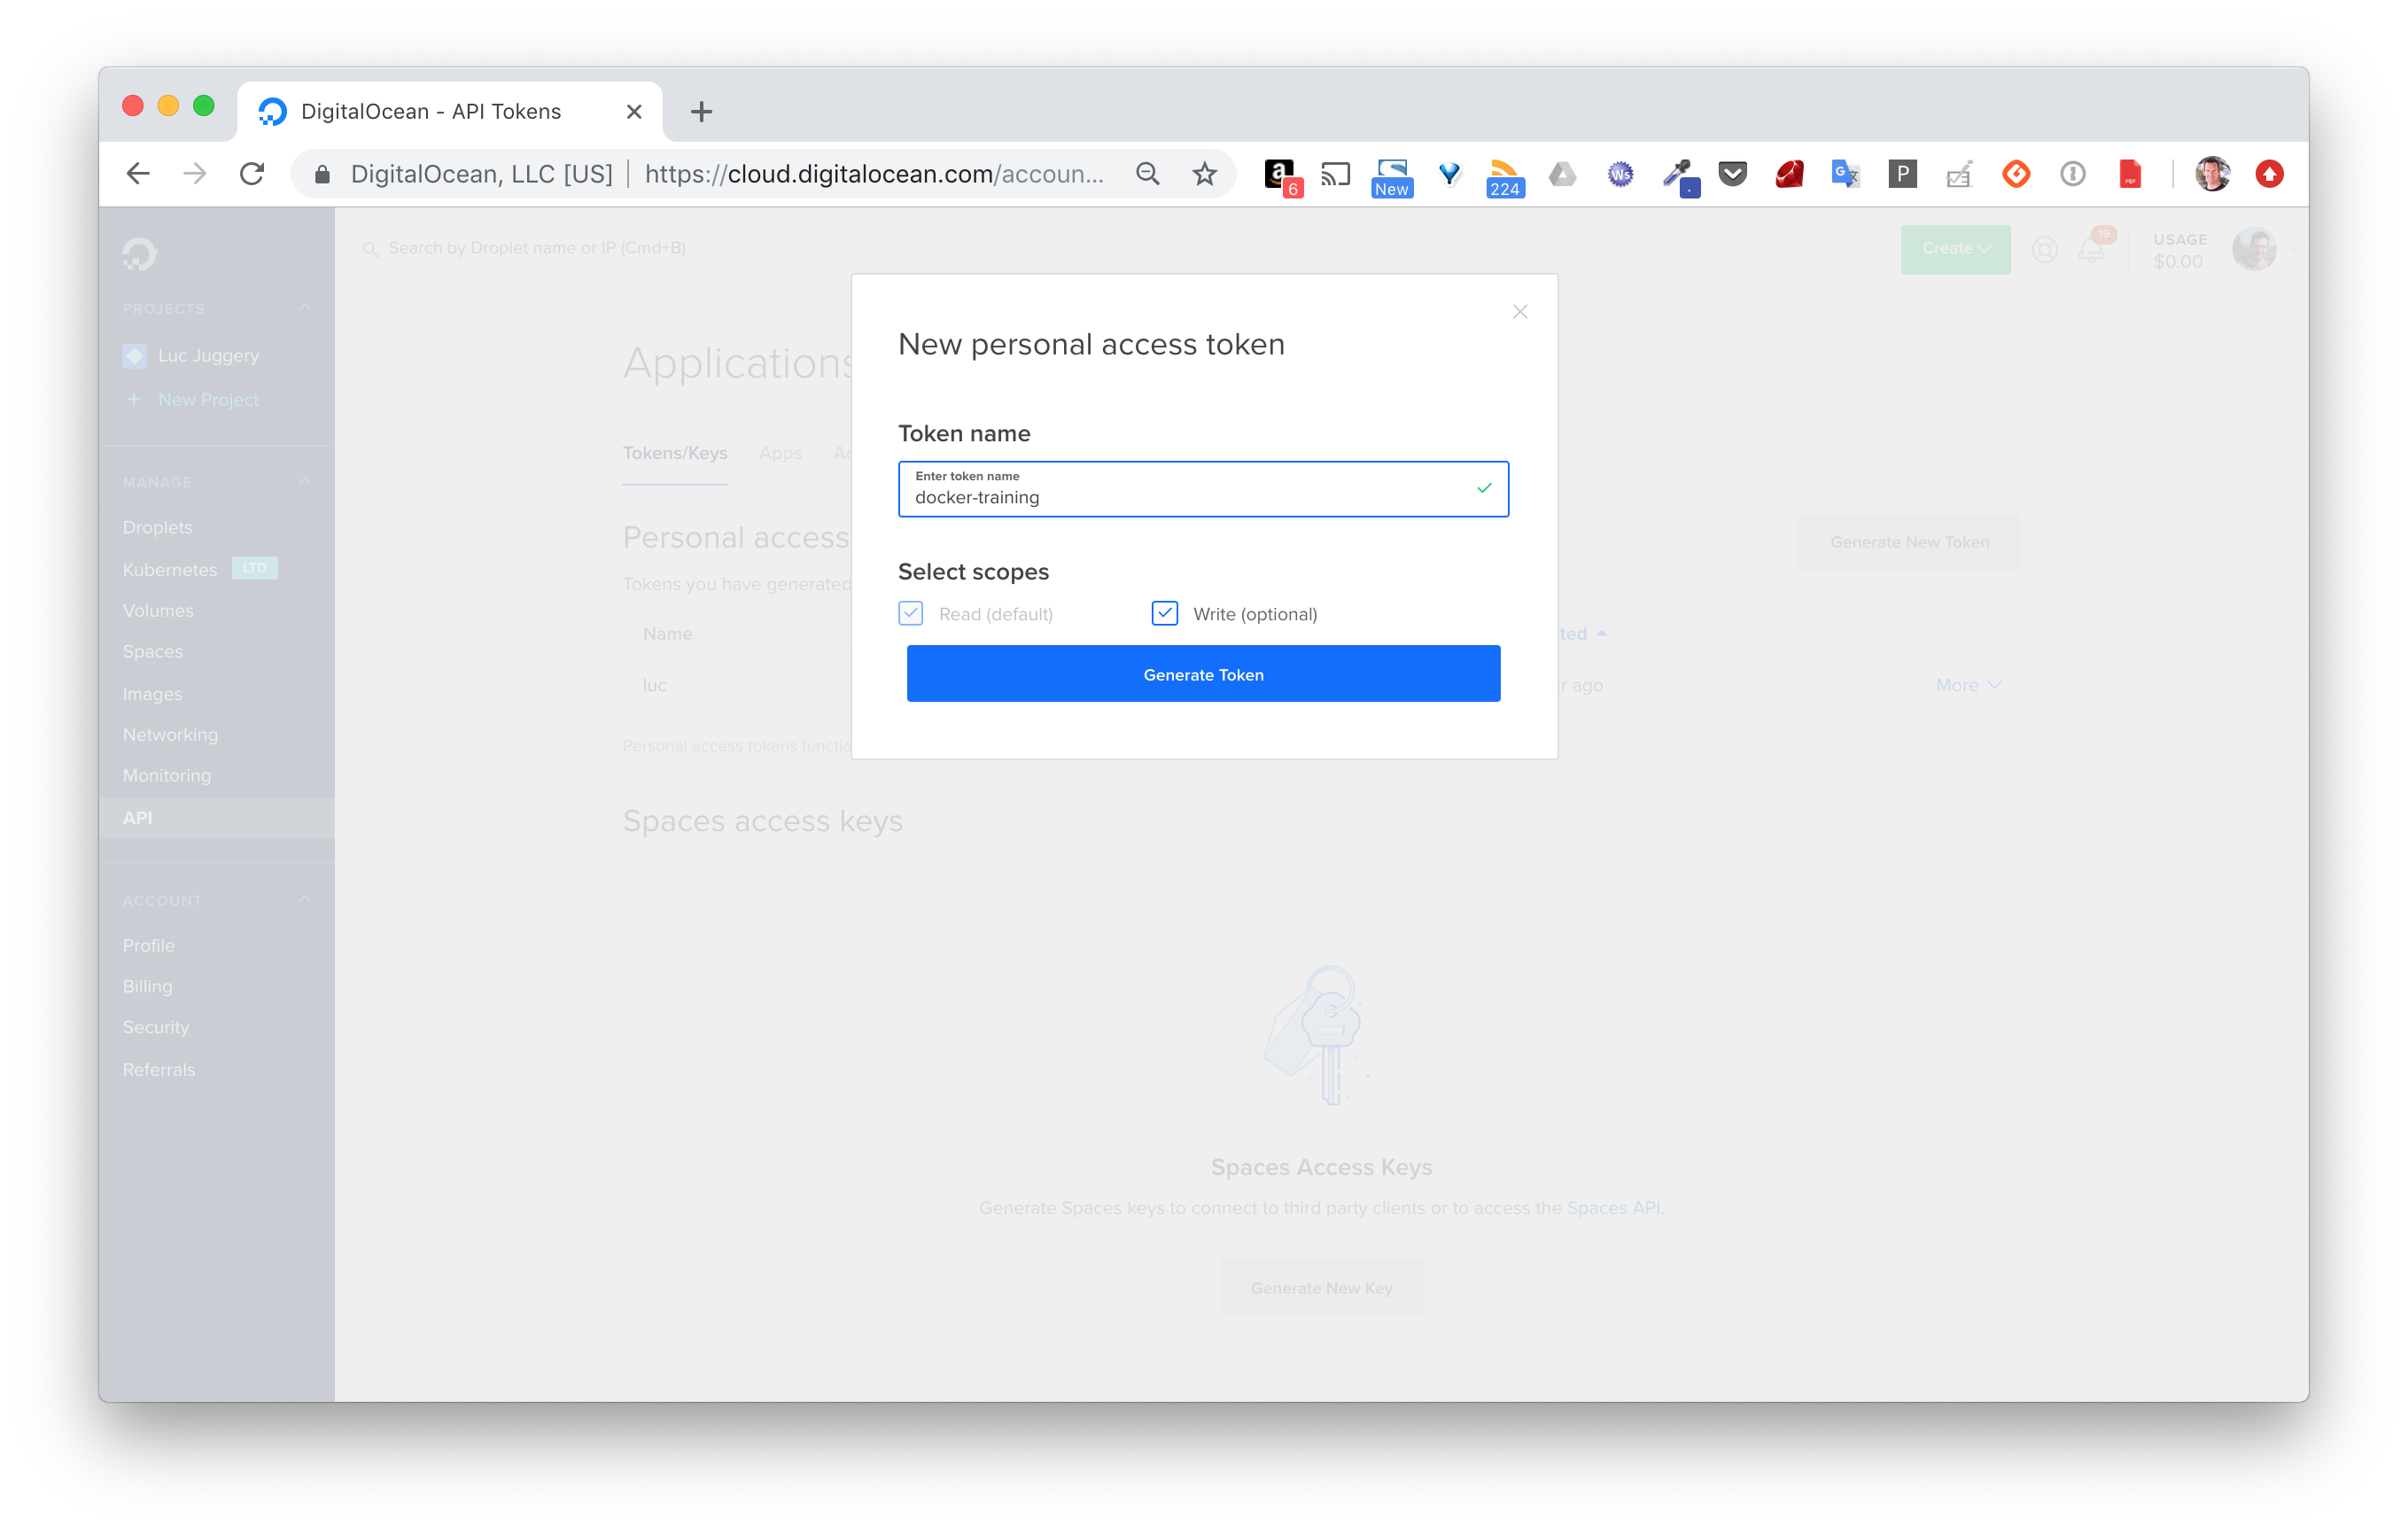 DigitalOcean - API Tokens
DigitalOcean, LLC [US] https://cloud.digitalocean.com/accoun...
6
New
224
Ws
P
PDF
Search by Droplet name or IP (Cmd+B)
Create
19
USAGE
$0.00
PROJECTS
Luc Juggery
+ New Project
MANAGE
Droplets
Kubernetes LTD
Volumes
Spaces
Images
Networking
Monitoring
API
ACCOUNT
Profile
Billing
Security
Referrals
Applications
Tokens/Keys Apps
Personal access
Generate New Token
Tokens you have generated
Name
luc
r ago
More
Personal access tokens
New personal access token
Token name
Enter token name
docker-training
Select scopes
Read (default) Write (optional)
Generate Token
Spaces access keys
Spaces Access Keys
Generate Spaces keys to connect to third party clients or to access the Spaces API.
Generate New Key